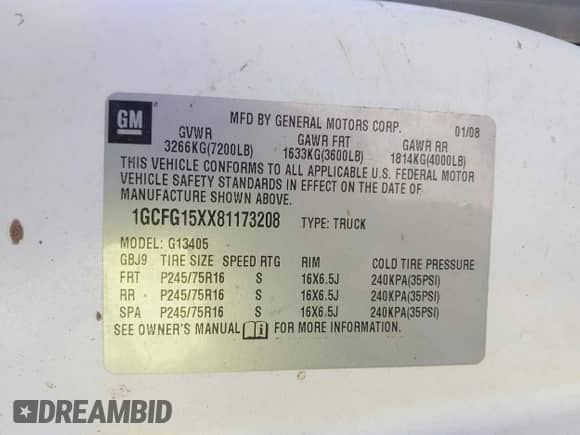 GM
MFD BY GENERAL MOTORS CORP. 01/08
GVWR GAWR FRT GAWR RR
3266KG(7200LB) 1633KG(3600LB) 1814KG(4000LB)
THIS VEHICLE CONFORMS TO ALL APPLICABLE U.S. FEDERAL MOTOR
VEHICLE SAFETY STANDARDS IN EFFECT ON THE DATE OF
MANUFACTURE SHOWN ABOVE.
1GCFG15XX81173208 TYPE: TRUCK
MODEL: G13405
GBJ9 TIRE SIZE SPEED RTG RIM COLD TIRE PRESSURE
FRT P245/75R16 S 16X6.5J 240KPA(35PSI)
RR P245/75R16 S 16X6.5J 240KPA(35PSI)
SPA P245/75R16 S 16X6.5J 240KPA(35PSI)
SEE OWNER'S MANUAL FOR MORE INFORMATION.
DREAMBID